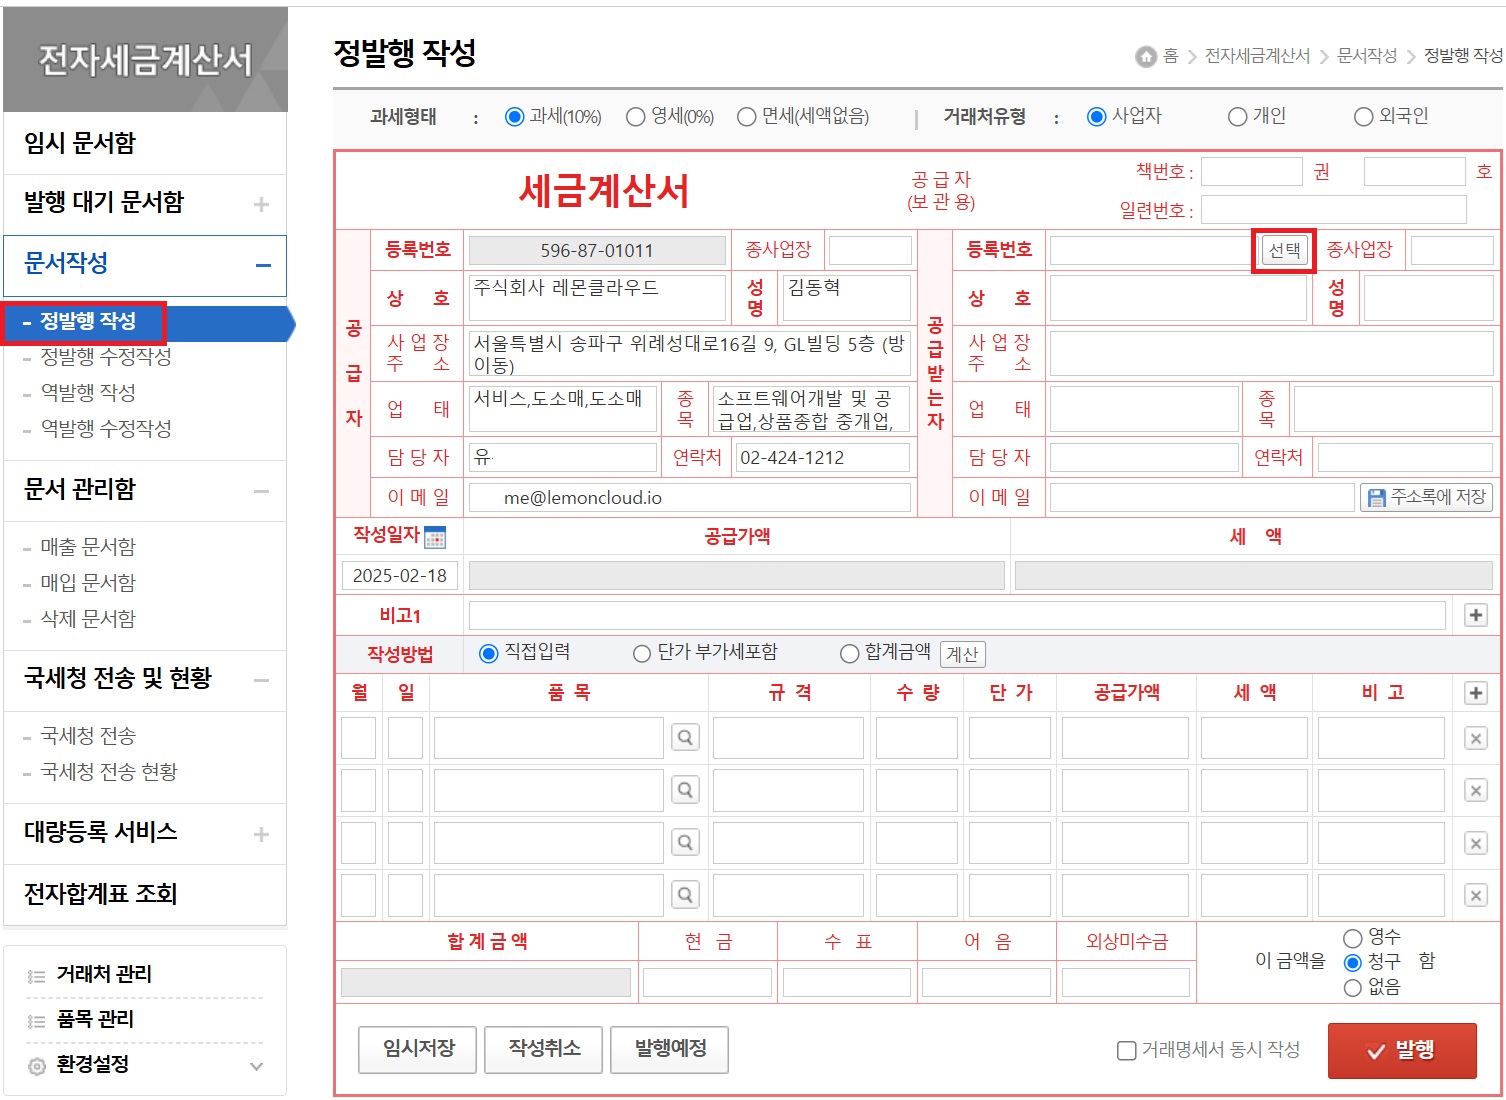 전자세금계산서
임시 문서함
발행 대기 문서함
문서작성
- 정발행 작성
- 정발행 수정작성
- 역발행 작성
- 역발행 수정작성
문서 관리함
- 매출 문서함
- 매입 문서함
- 삭제 문서함
국세청 전송 및 현황
- 국세청 전송
- 국세청 전송 현황
대량등록 서비스
전자합계표 조회
거래처 관리
품목 관리
환경설정
정발행 작성
홈 > 전자세금계산서 > 문서작성 > 정발행 작성
과세형태 : 과세(10%) 영세(0%) 면세(세액없음) | 거래처유형 : 사업자 개인 외국인
세금계산서
공 급 자
(보 관 용)
책번호 : 권 호
일련번호 :
공 급 자
등록번호 596-87-01011 종사업장
상 호 주식회사 레몬클라우드 성명 김동혁
사 업 장 주 소 서울특별시 송파구 위례성대로16길 9, GL빌딩 5층 (방
이동)
업 태 서비스,도소매,도소매 종목 소프트웨어개발 및 공
급업,상품종합 중개업,
담 당 자 유 연락처 02-424-1212
이 메 일 me@lemoncloud.io
공급받는자
등록번호 선택 종사업장
상 호 성명
사 업 장 주 소
업 태 종목
담 당 자 연락처
이 메 일 주소록에 저장
작성일자 공급가액 세 액
2025-02-18
비고1
작성방법 직접입력 단가 부가세포함 합계금액 계산
월 일 품 목 규 격 수 량 단 가 공급가액 세 액 비 고
합 계 금 액 현 금 수 표 어 음 외상미수금
이 금액을 영수 청구 없음 함
임시저장 작성취소 발행예정 거래명세서 동시 작성 발행